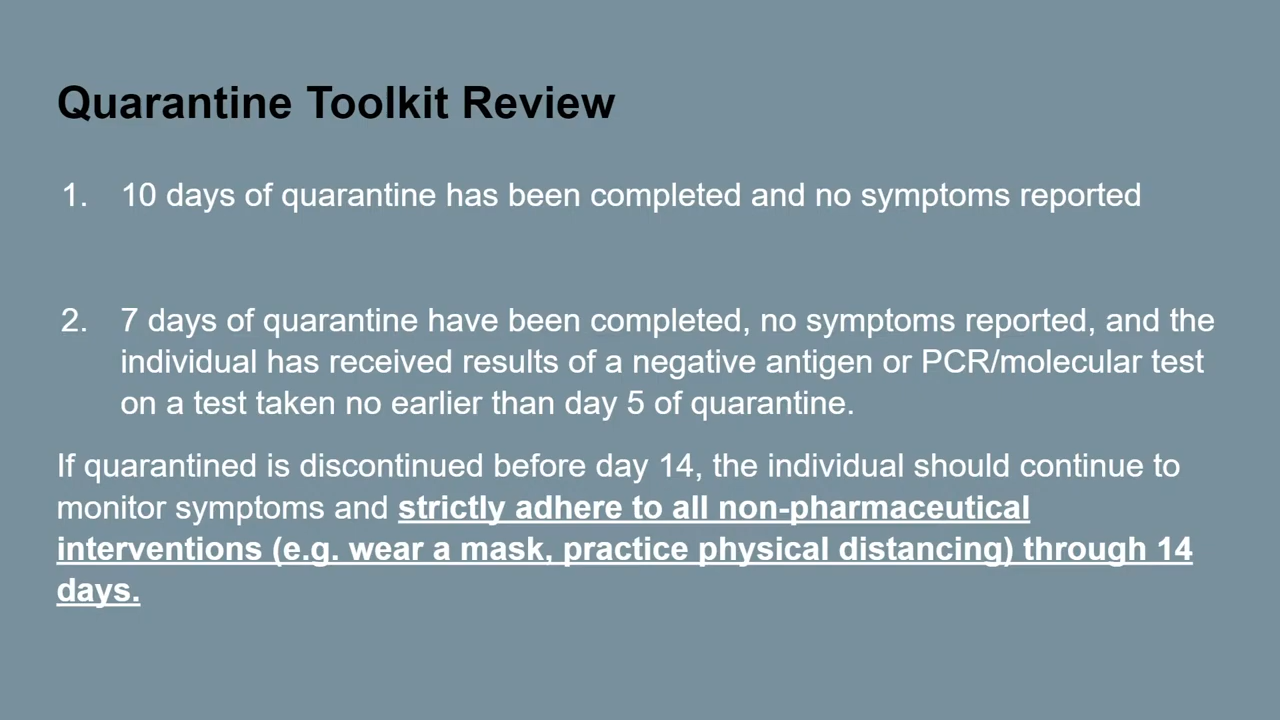 Quarantine Toolkit Review
1. 10 days of quarantine has been completed and no symptoms reported
2. 7 days of quarantine have been completed, no symptoms reported, and the
individual has received results of a negative antigen or PCR/molecular test
on a test taken no earlier than day 5 of quarantine.
If quarantined is discontinued before day 14, the individual should continue to
monitor symptoms and strictly adhere to all non-pharmaceutical
interventions (e.g. wear a mask, practice physical distancing) through 14
days.